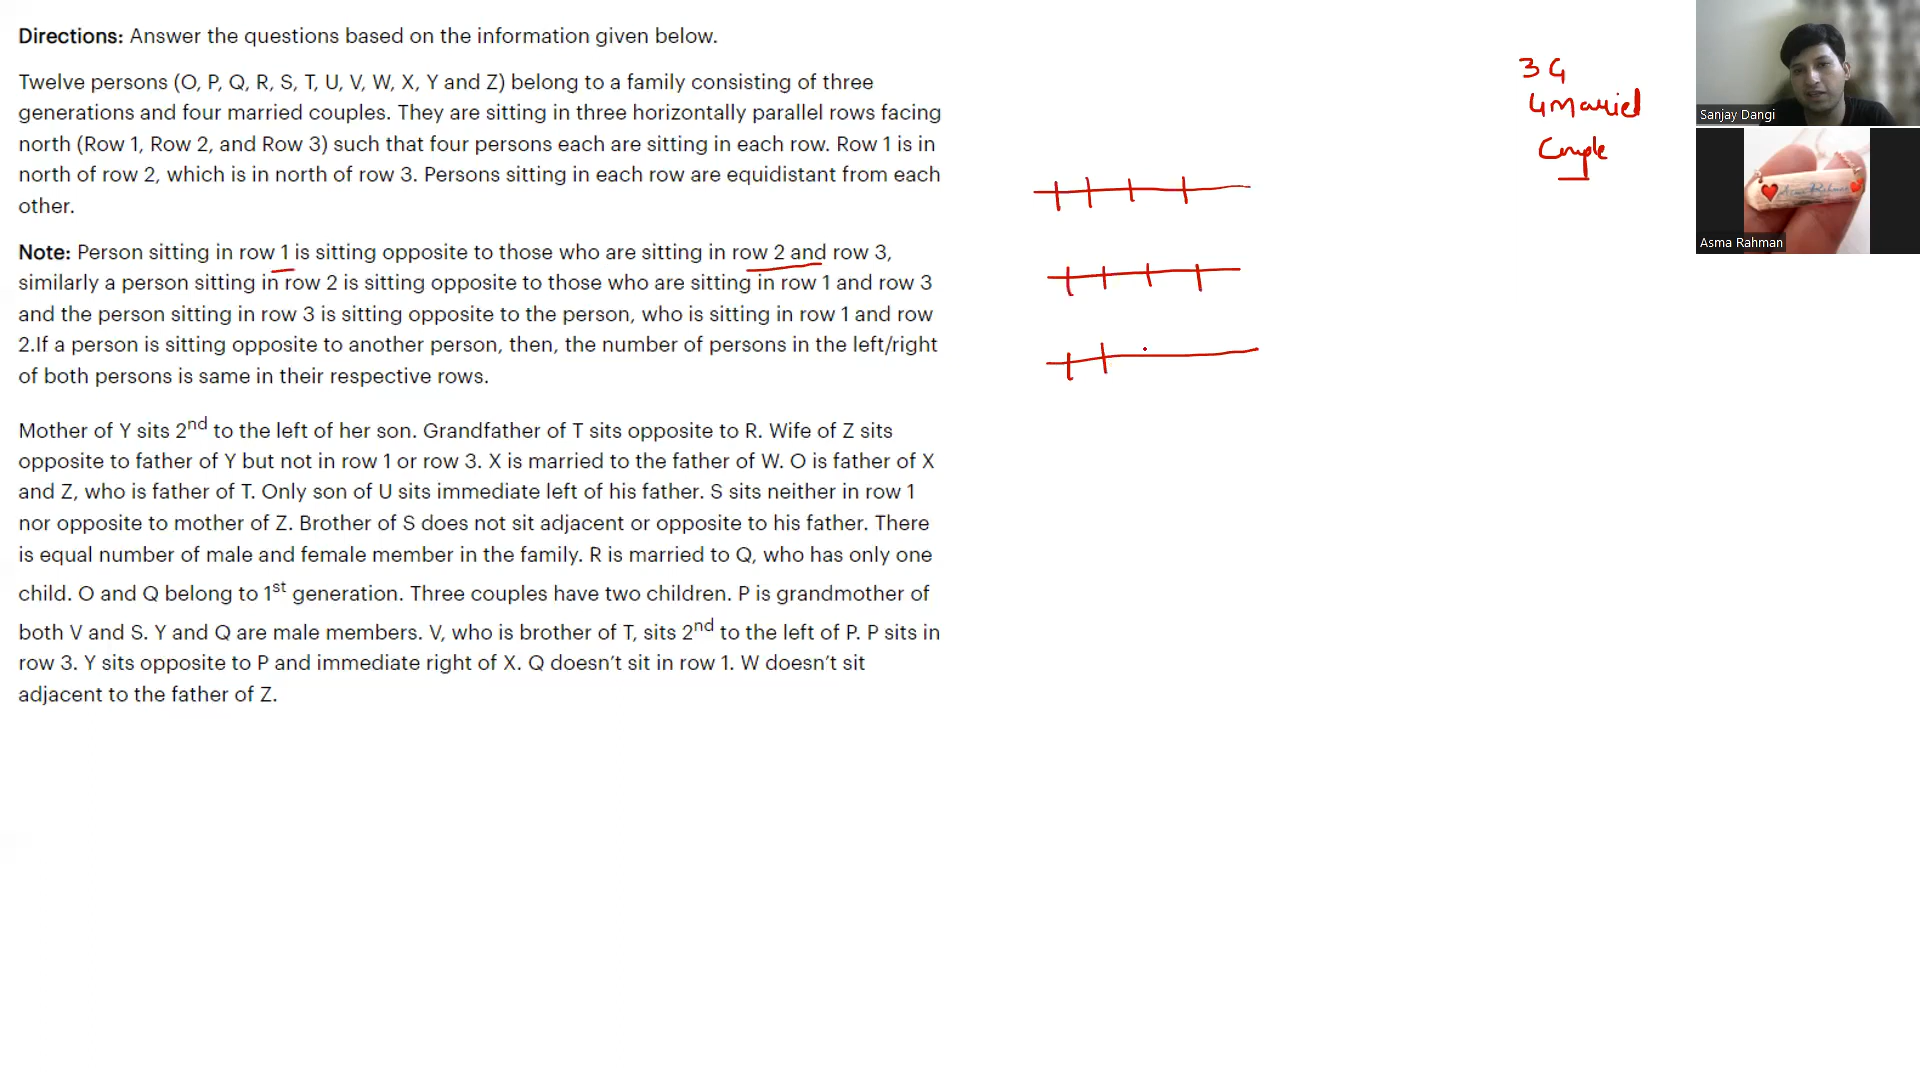 Directions: Answer the questions based on the information given below.
Twelve persons (O, P, Q, R, S, T, U, V, W, X, Y and Z) belong to a family consisting of three
generations and four married couples. They are sitting in three horizontally parallel rows facing
north (Row 1, Row 2, and Row 3) such that four persons each are sitting in each row. Row 1 is in
north of row 2, which is in north of row 3. Persons sitting in each row are equidistant from each
other.
Note: Person sitting in row 1 is sitting opposite to those who are sitting in row 2 and row 3,
similarly a person sitting in row 2 is sitting opposite to those who are sitting in row 1 and row 3
and the person sitting in row 3 is sitting opposite to the person, who is sitting in row 1 and row
2.If a person is sitting opposite to another person, then, the number of persons in the left/right
of both persons is same in their respective rows.
Mother of Y sits 2nd to the left of her son. Grandfather of T sits opposite to R. Wife of Z sits
opposite to father of Y but not in row 1 or row 3. X is married to the father of W. O is father of X
and Z, who is father of T. Only son of U sits immediate left of his father. S sits neither in row 1
nor opposite to mother of Z. Brother of S does not sit adjacent or opposite to his father. There
is equal number of male and female member in the family. R is married to Q, who has only one
child. O and Q belong to 1st generation. Three couples have two children. P is grandmother of
both V and S. Y and Q are male members. V, who is brother of T, sits 2nd to the left of P. P sits in
row 3. Y sits opposite to P and immediate right of X. Q doesn't sit in row 1. W doesn't sit
adjacent to the father of Z.
3 G
4 Married
Couple
Sanjay Dangi
Asma Rahman
Asma Rahman